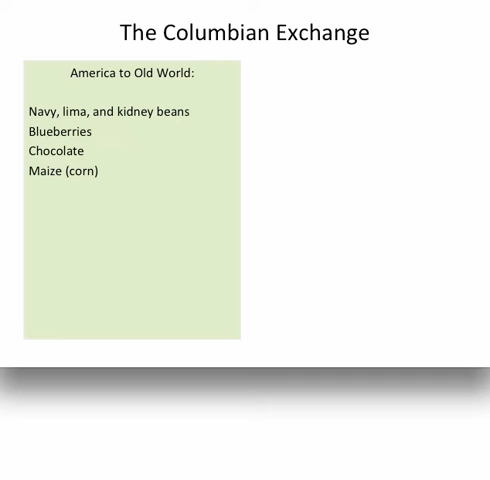 The Columbian Exchange
America to Old World:
Navy, lima, and kidney beans
Blueberries
Chocolate
Maize (corn)